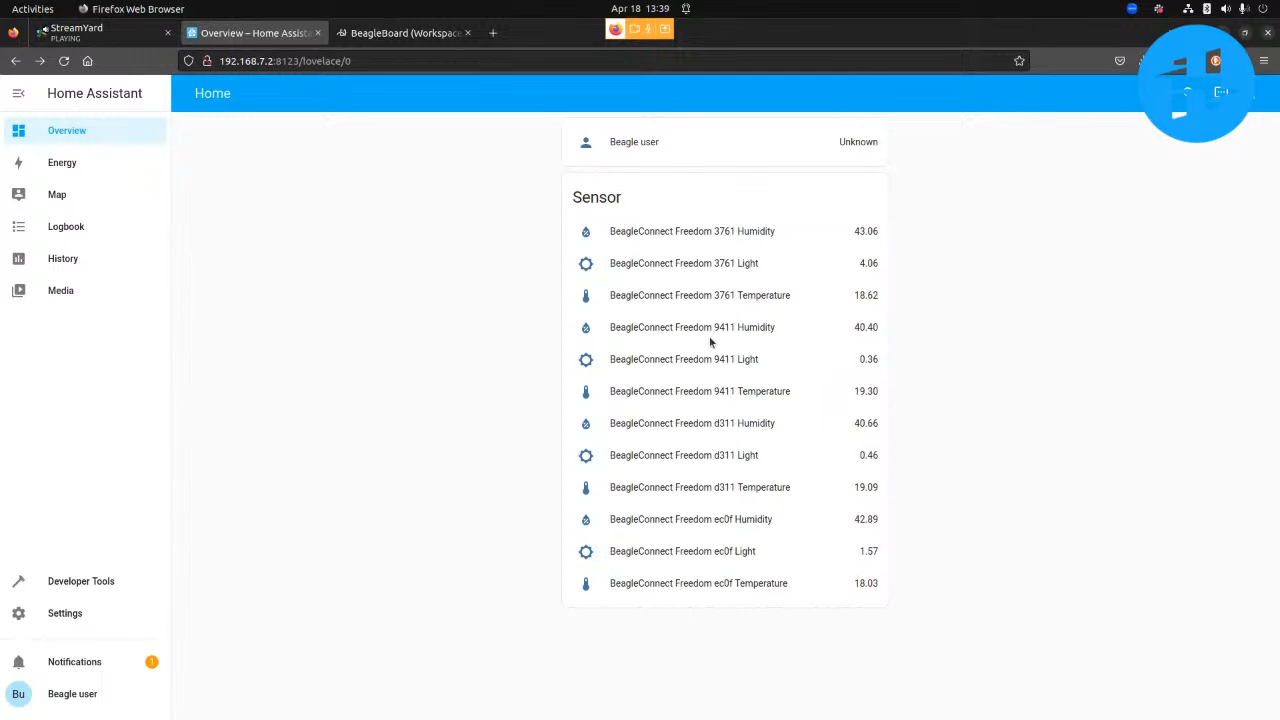 Activities
Firefox Web Browser
Apr 18 13:39
StreamYard
PLAYING
Overview – Home Assist
BeagleBoard (Workspace
192.168.7.2:8123/lovelace/0
Home Assistant
Home
Overview
Energy
Map
Logbook
History
Media
Developer Tools
Settings
Notifications 1
Bu Beagle user
Beagle user Unknown
Sensor
BeagleConnect Freedom 3761 Humidity 43.06
BeagleConnect Freedom 3761 Light 4.06
BeagleConnect Freedom 3761 Temperature 18.62
BeagleConnect Freedom 9411 Humidity 40.40
BeagleConnect Freedom 9411 Light 0.36
BeagleConnect Freedom 9411 Temperature 19.30
BeagleConnect Freedom d311 Humidity 40.66
BeagleConnect Freedom d311 Light 0.46
BeagleConnect Freedom d311 Temperature 19.09
BeagleConnect Freedom ec0f Humidity 42.89
BeagleConnect Freedom ec0f Light 1.57
BeagleConnect Freedom ec0f Temperature 18.03